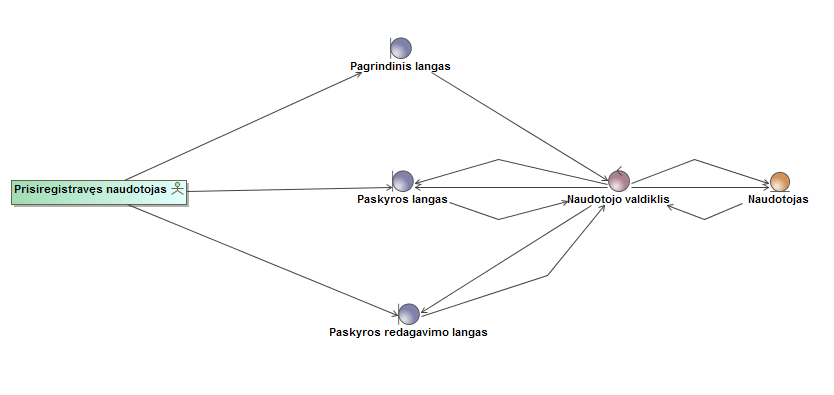 Pagrindinis langas
Prisiregistravęs naudotojas
Paskyros langas
Naudotojo valdiklis
Naudotojas
Paskyros redagavimo langas